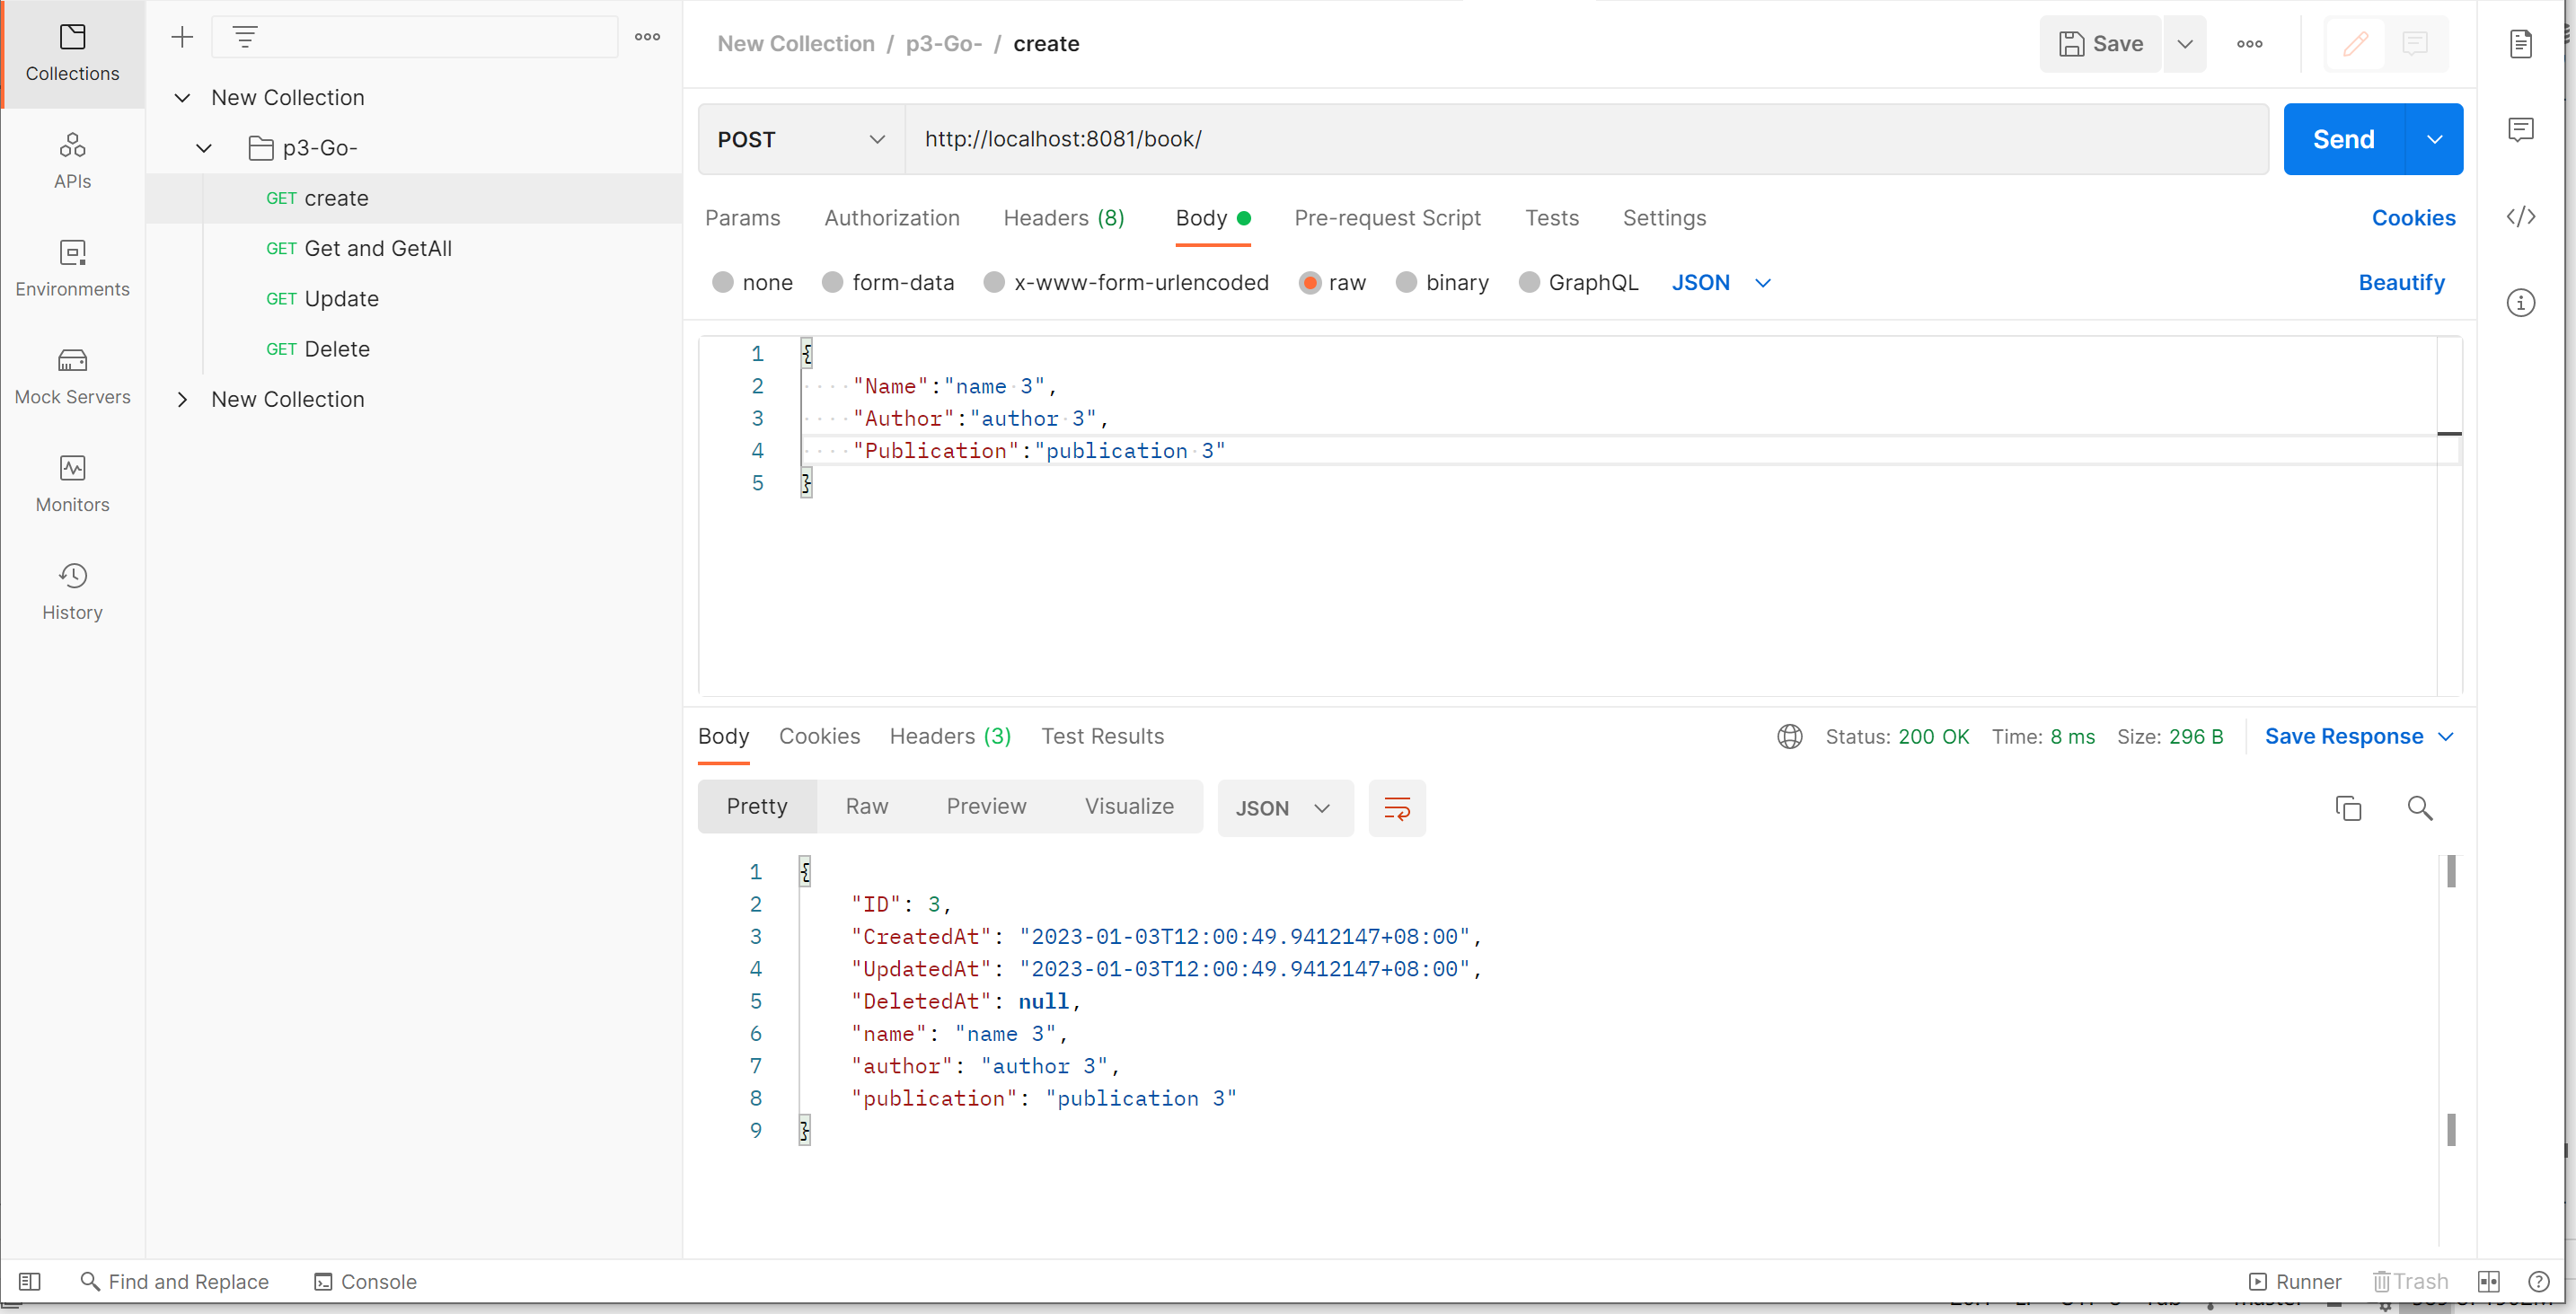 Collections
APIs
Environments
Mock Servers
Monitors
History
New Collection
p3-Go-
GET create
GET Get and GetAll
GET Update
GET Delete
New Collection
New Collection / p3-Go- / create
Save
POST http://localhost:8081/book/ Send
Params Authorization Headers (8) Body Pre-request Script Tests Settings Cookies
none form-data x-www-form-urlencoded raw binary GraphQL JSON Beautify
1 {
2 "Name":"name 3",
3 "Author":"author 3",
4 "Publication":"publication 3"
5 }
Body Cookies Headers (3) Test Results Status: 200 OK Time: 8 ms Size: 296 B Save Response
Pretty Raw Preview Visualize JSON
1 {
2 "ID": 3,
3 "CreatedAt": "2023-01-03T12:00:49.9412147+08:00",
4 "UpdatedAt": "2023-01-03T12:00:49.9412147+08:00",
5 "DeletedAt": null,
6 "name": "name 3",
7 "author": "author 3",
8 "publication": "publication 3"
9 }
Find and Replace Console Runner Trash